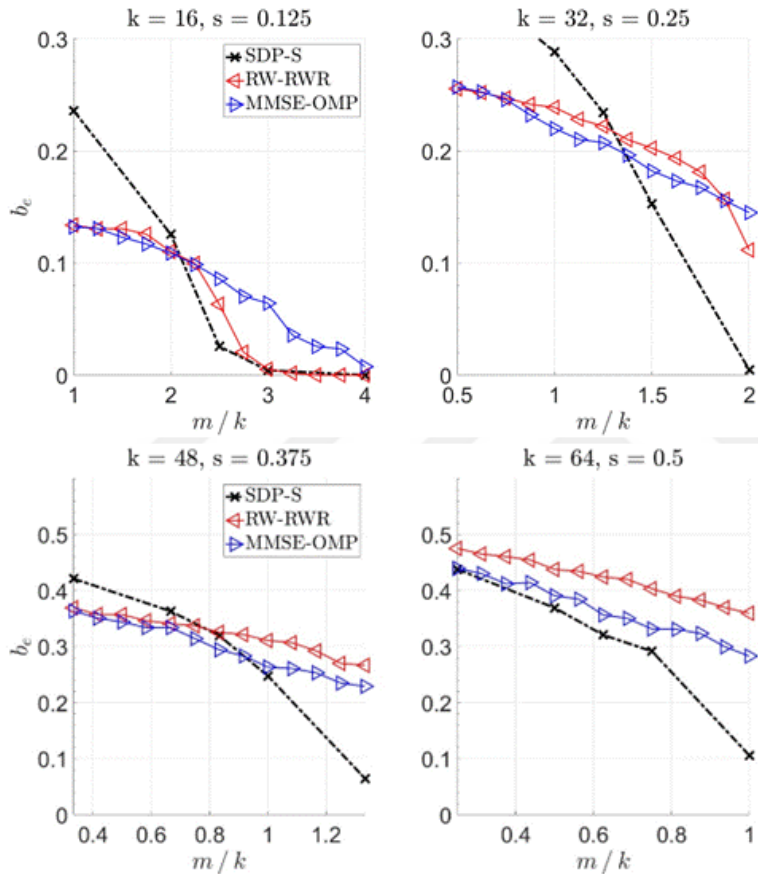 k = 16, s = 0.125
0.3
0.2
0.1
0
b_e
SDP-S
RW-RWR
MMSE-OMP
1 2 3 4
m / k
k = 32, s = 0.25
0.3
0.2
0.1
0
0.5 1 1.5 2
m / k
k = 48, s = 0.375
0.5
0.4
0.3
0.2
0.1
0
b_e
SDP-S
RW-RWR
MMSE-OMP
0.4 0.6 0.8 1 1.2
m / k
k = 64, s = 0.5
0.5
0.4
0.3
0.2
0.1
0
0.4 0.6 0.8 1
m / k